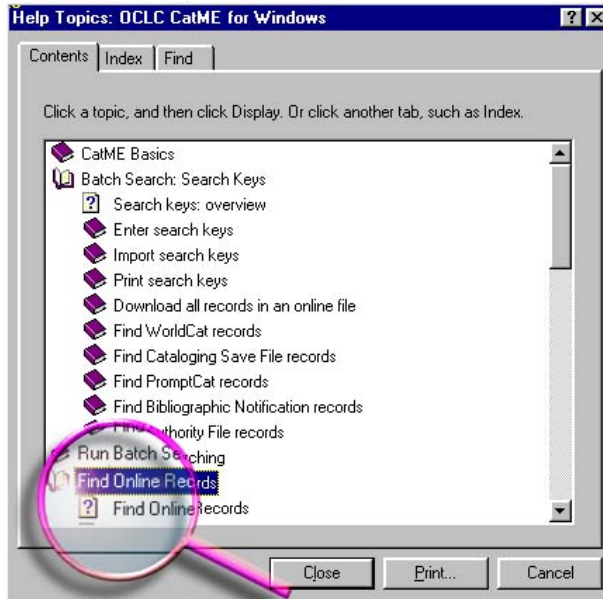 Help Topics: OCLC CatME for Windows
Contents Index Find
Click a topic, and then click Display. Or click another tab, such as Index.
CatME Basics
Batch Search: Search Keys
Search keys: overview
Enter search keys
Import search keys
Print search keys
Download all records in an online file
Find WorldCat records
Find Cataloging Save File records
Find PromptCat records
Find Bibliographic Notification records
Find Authority File records
Run Batch Searching
Find Online Records
Find Online Records
Close Print... Cancel